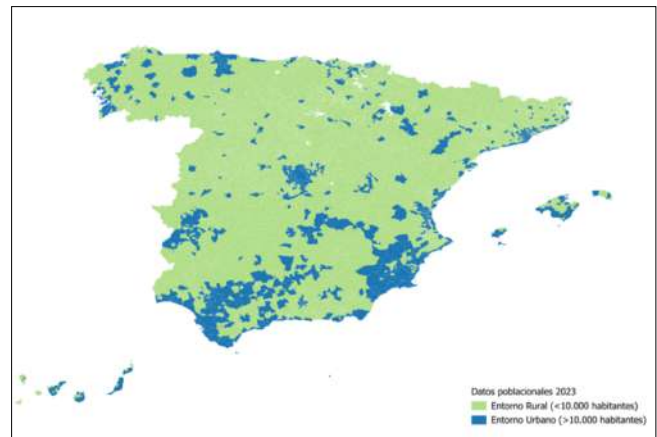 Datos poblacionales 2023
Entorno Rural (<10.000 habitantes)
Entorno Urbano (>10.000 habitantes)